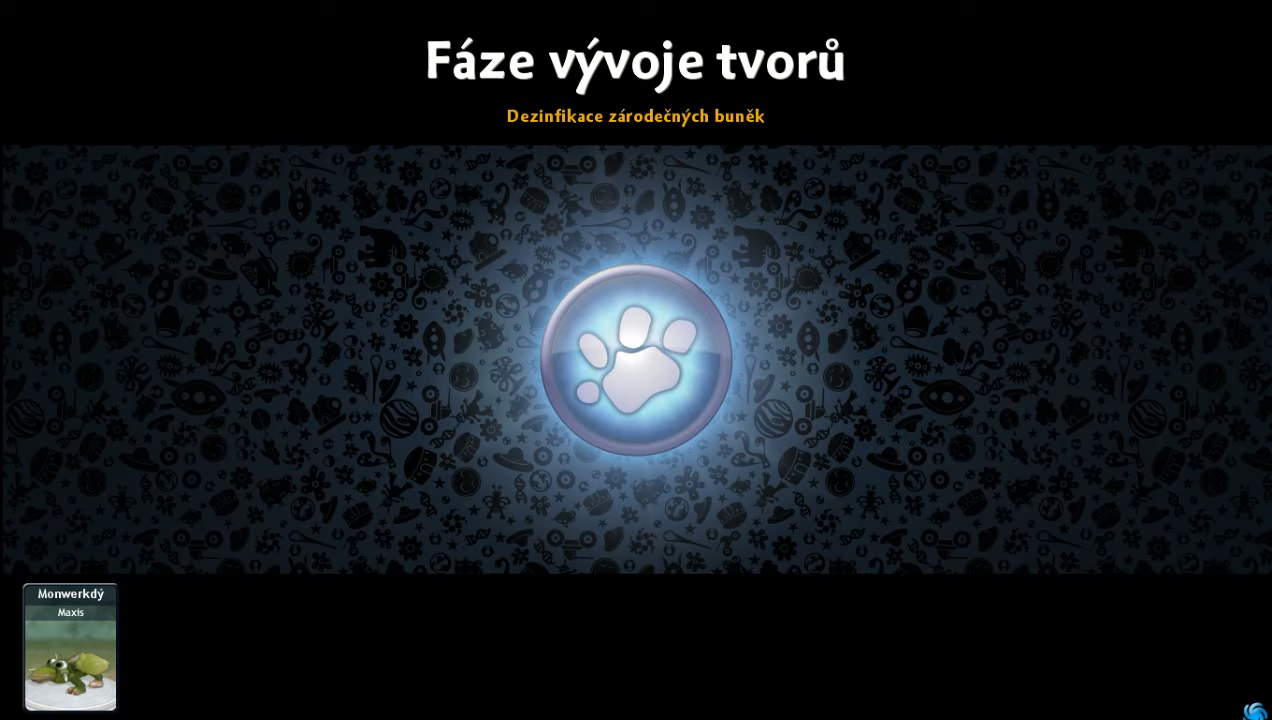 Fáze vývoje tvorů
Dezinfikace zárodečných buněk
Monwerkdý
Maxis